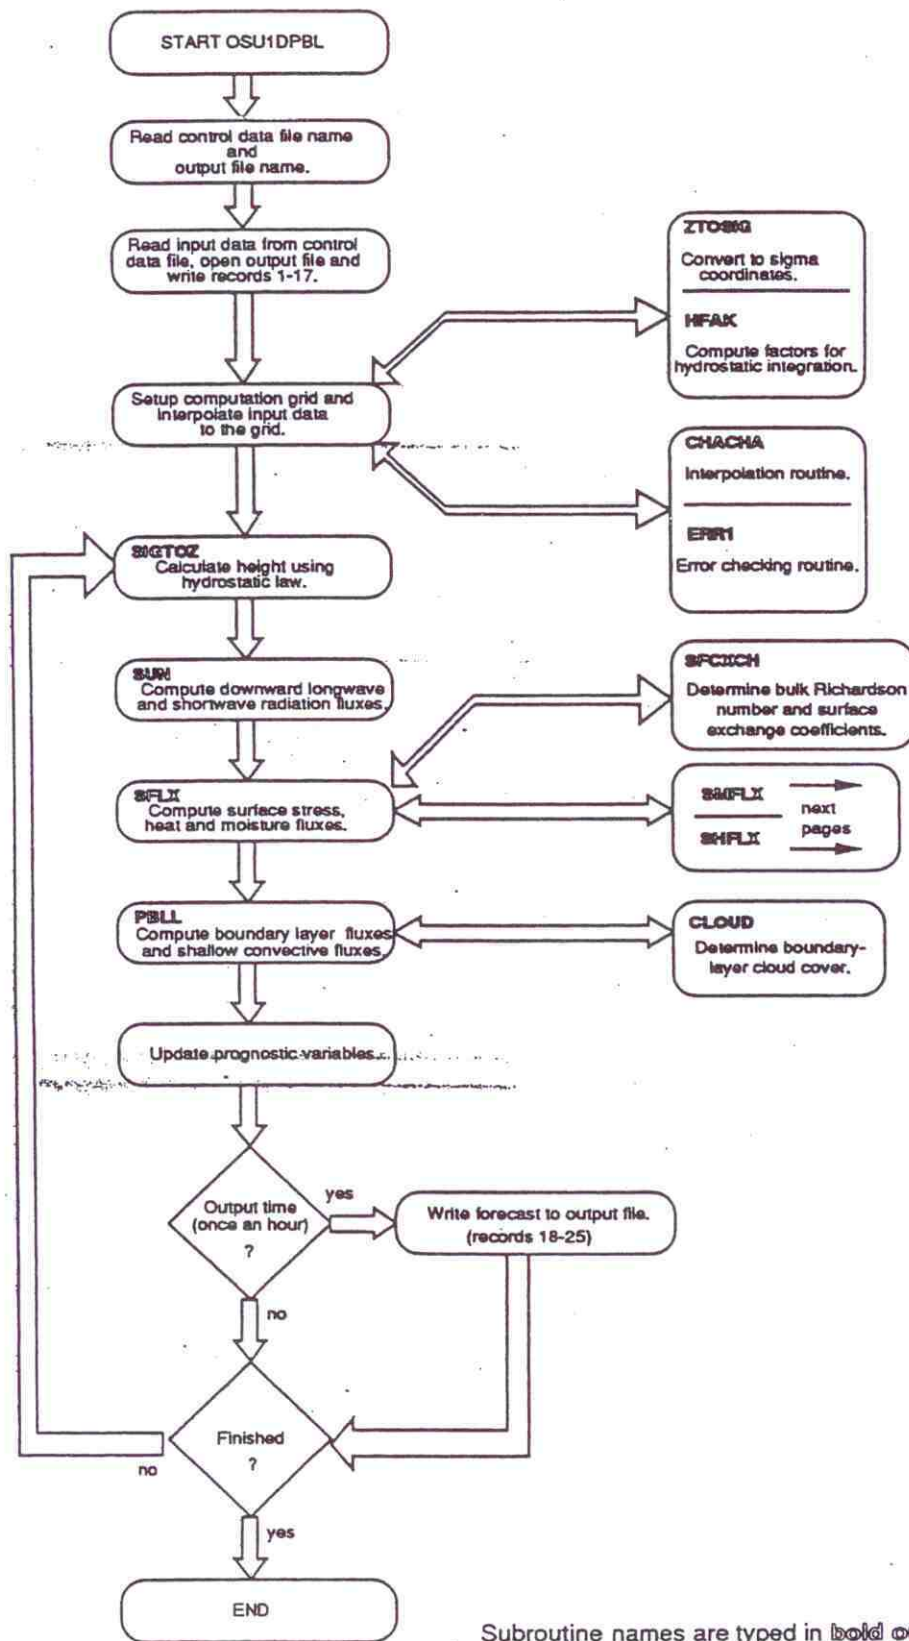 START OSU1DPBL
Read control data file name
and
output file name.
Read input data from control
data file, open output file and
write records 1-17.
ZTOSIG
Convert to sigma
coordinates.
HFAK
Compute factors for
hydrostatic integration.
Setup computation grid and
interpolate input data
to the grid.
CHACHA
Interpolation routine.
ERR1
Error checking routine.
SIGTOZ
Calculate height using
hydrostatic law.
SUN
Compute downward longwave
and shortwave radiation fluxes.
SFCXCH
Determine bulk Richardson
number and surface
exchange coefficients.
SFLX
Compute surface stress,
heat and moisture fluxes.
SMFLX
next
pages
SHFLX
PBLL
Compute boundary layer fluxes
and shallow convective fluxes.
CLOUD
Determine boundary-
layer cloud cover.
Update prognostic variables.
Output time
(once an hour)
?
yes
Write forecast to output file.
(records 18-25)
no
Finished
?
no
yes
END
Subroutine names are typed in bold